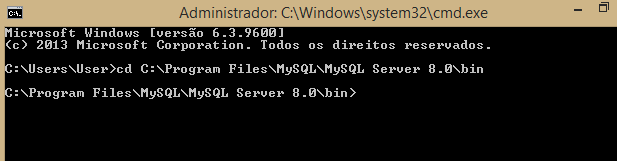 Administrador: C:\Windows\system32\cmd.exe
Microsoft Windows [versão 6.3.9600]
(c) 2013 Microsoft Corporation. Todos os direitos reservados.
C:\Users\User>cd C:\Program Files\MySQL\MySQL Server 8.0\bin
C:\Program Files\MySQL\MySQL Server 8.0\bin>